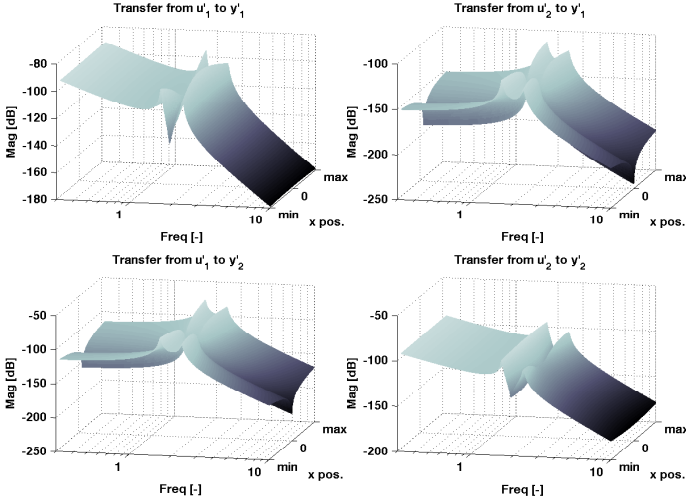 Transfer from u'1 to y'1
-80
-100
-120
-140
-160
-180
Mag [dB]
1
10
Freq [-]
min
0
max
x pos.
Transfer from u'2 to y'1
-100
-150
-200
-250
Mag [dB]
1
10
Freq [-]
min
0
max
x pos.
Transfer from u'1 to y'2
-50
-100
-150
-200
-250
Mag [dB]
1
10
Freq [-]
min
0
max
x pos.
Transfer from u'2 to y'2
-50
-100
-150
-200
Mag [dB]
1
10
Freq [-]
min
0
max
x pos.